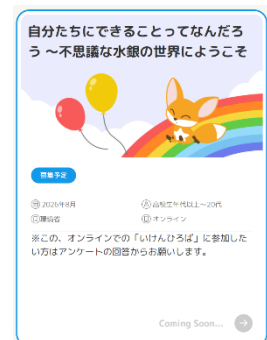 自分たちにできることってなんだろ
う ～不思議な水銀の世界にようこそ
募集予定
2026年8月
高校生年代以上～20代
環境省
オンライン
※この、オンラインでの「いけんひろば」に参加した
い方はアンケートの回答からお願いします。
Coming Soon...